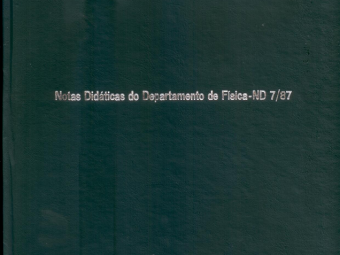 Notas Didáticas do Departamento de Física-ND 7/87